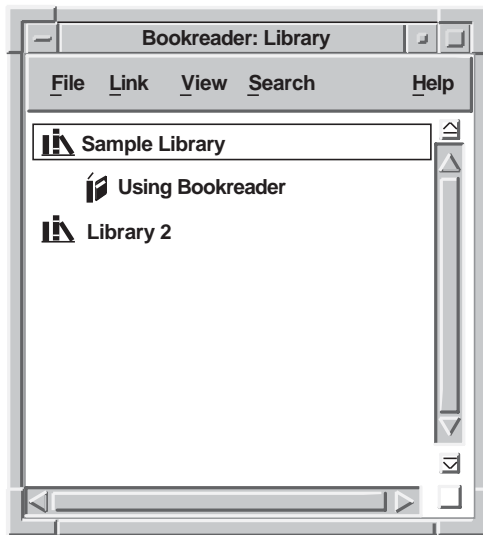 Bookreader: Library
File Link View Search Help
Sample Library
Using Bookreader
Library 2